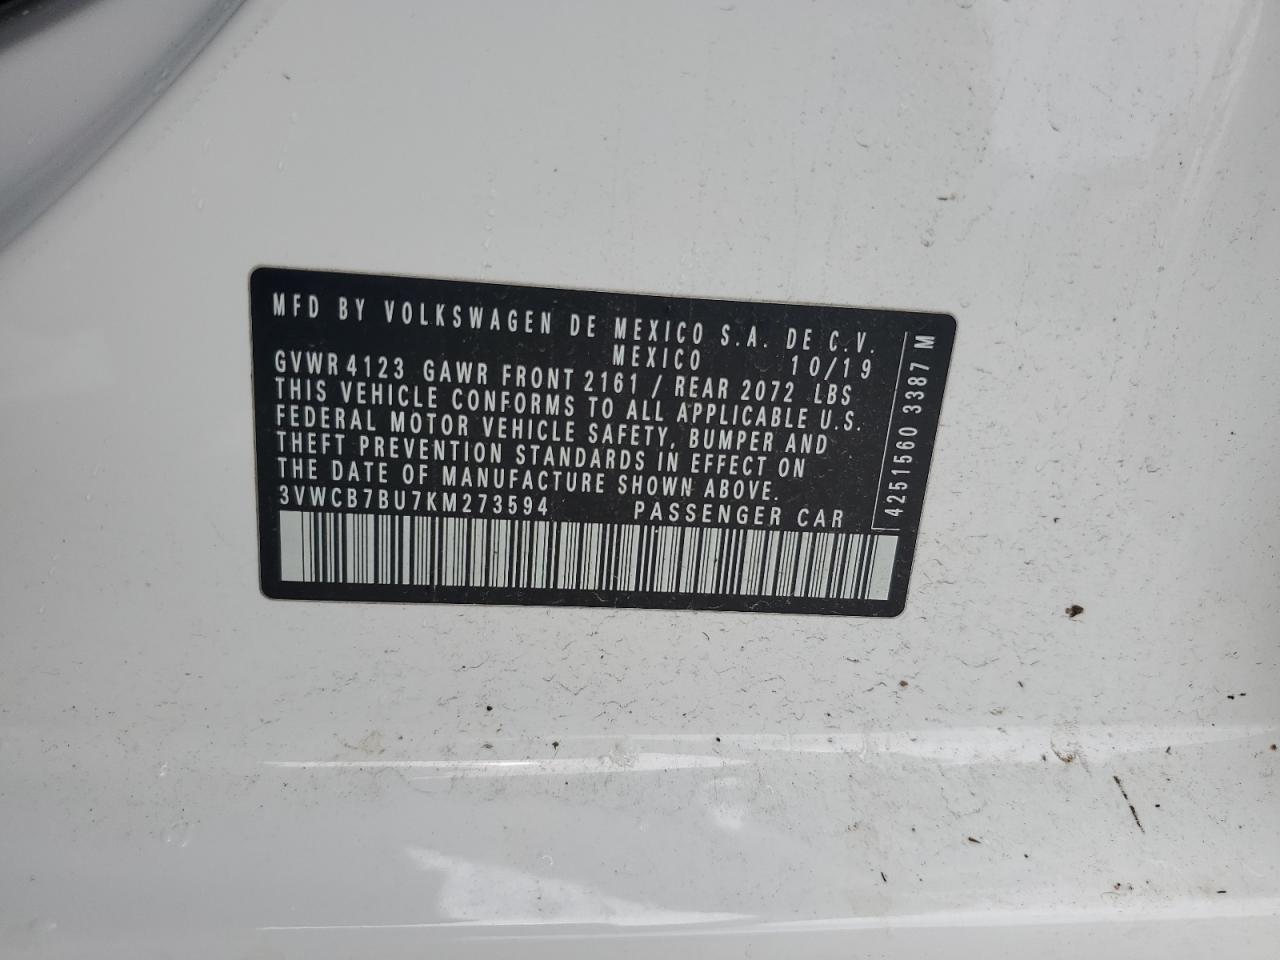 MFD BY VOLKSWAGEN DE MEXICO S.A. DE C.V.
MEXICO 10/19
GVWR 4123 GAWR FRONT 2161 / REAR 2072 LBS
THIS VEHICLE CONFORMS TO ALL APPLICABLE U.S.
FEDERAL MOTOR VEHICLE SAFETY, BUMPER AND
THEFT PREVENTION STANDARDS IN EFFECT ON
THE DATE OF MANUFACTURE SHOWN ABOVE.
3VWCB7BU7KM273594 PASSENGER CAR
4251560 3387 M